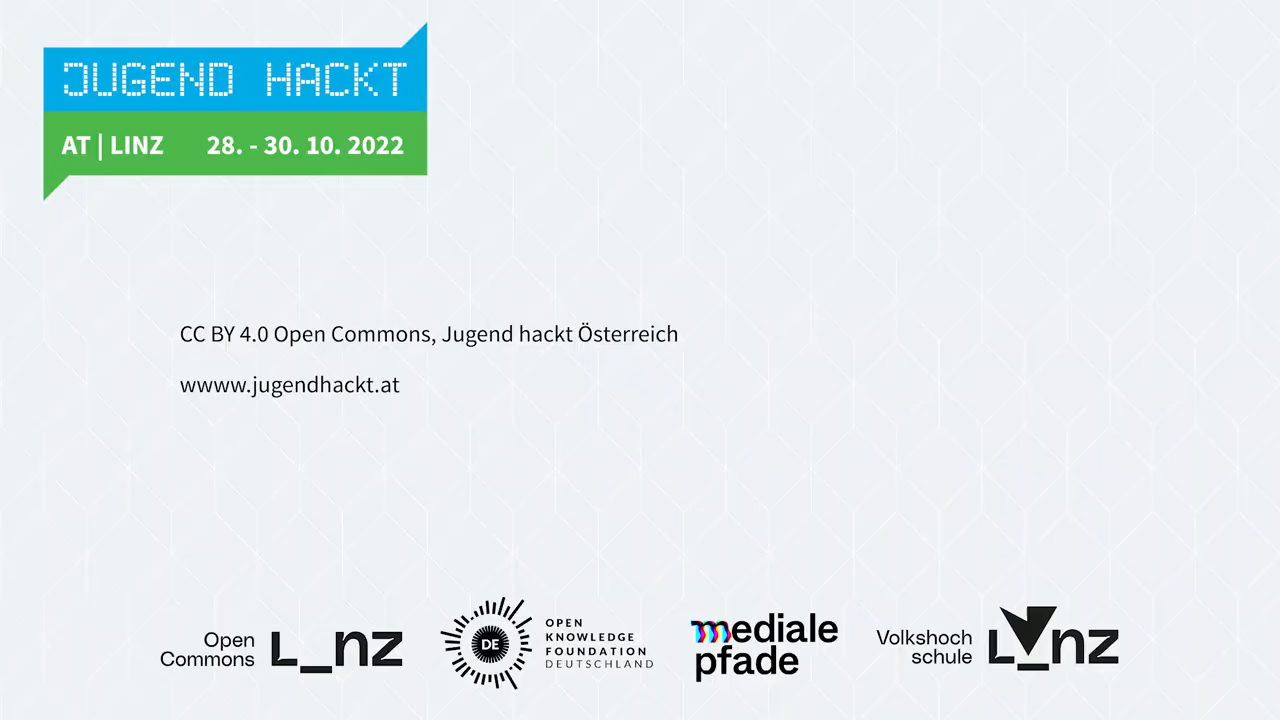 JUGEND HACKT
AT | LINZ 28. - 30. 10. 2022
CC BY 4.0 Open Commons, Jugend hackt Österreich
wwww.jugendhackt.at
Open
Commons
L_nz
DE
OPEN
KNOWLEDGE
FOUNDATION
DEUTSCHLAND
mediale
pfade
Volkshoch
schule
L_nz